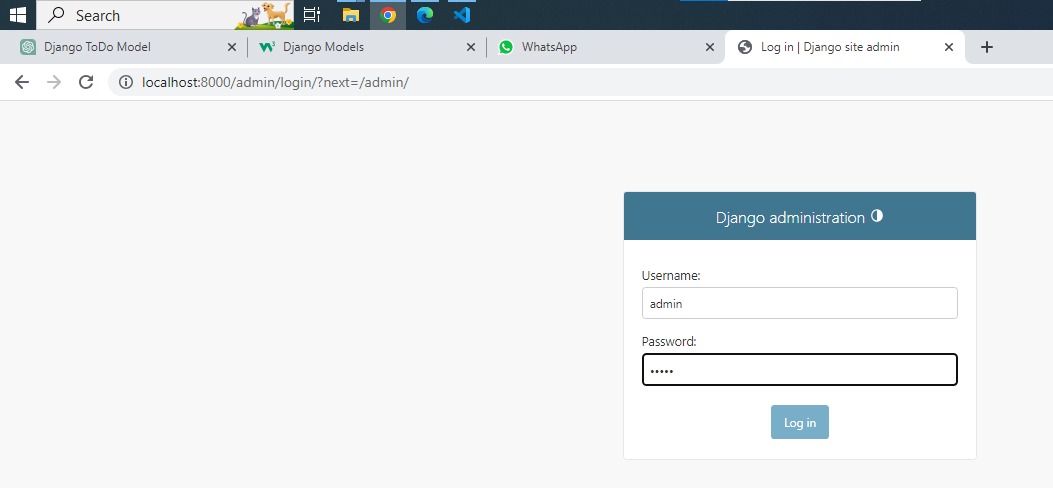 Search
Django ToDo Model
Django Models
WhatsApp
Log in | Django site admin
localhost:8000/admin/login/?next=/admin/
Django administration
Username:
admin
Password:
•••••
Log in